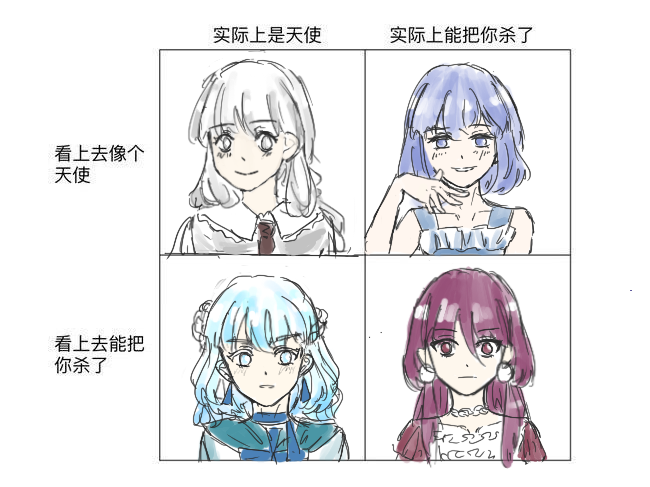 实际上是天使
实际上能把你杀了
看上去像个
天使
看上去能把
你杀了